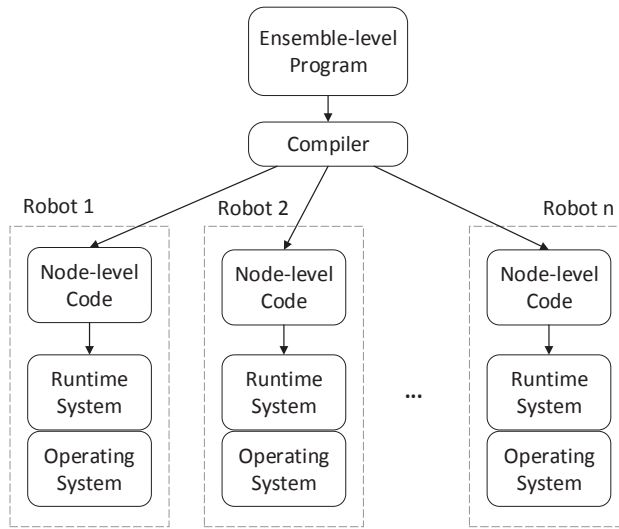 Ensemble-level
Program
Compiler
Robot 1
Robot 2
Robot n
Node-level
Code
Node-level
Code
Node-level
Code
Runtime
System
Runtime
System
...
Runtime
System
Operating
System
Operating
System
Operating
System